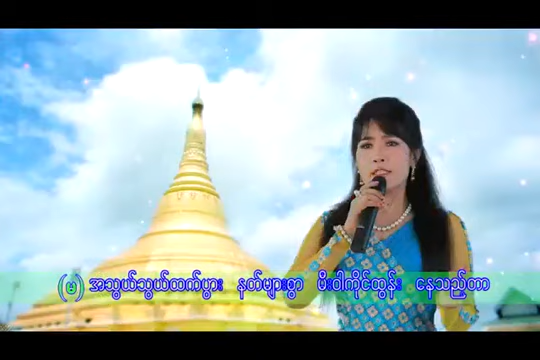 (မ) အသွယ်သွယ်ထက်ပွား နတ်များစွာ မီးဝါကိုင်ထွန်း နေသည့်တာ